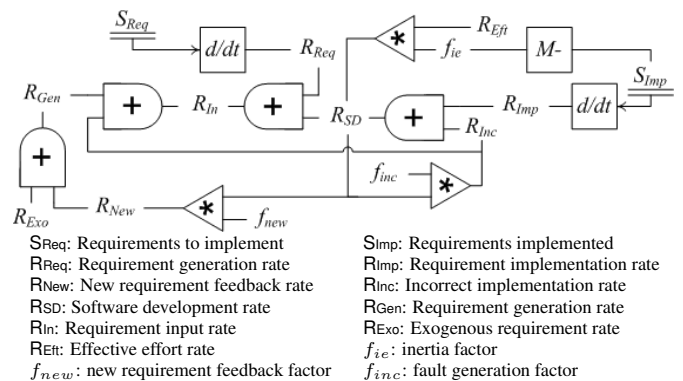 S_Req
d/dt
R_Req
*
R_Eft
f_ie
M-
S_Imp
R_Gen
+
R_In
+
R_SD
+
R_Imp
d/dt
R_Inc
+
f_inc
*
R_Exo
R_New
*
f_new
SReq: Requirements to implement
RReq: Requirement generation rate
RNew: New requirement feedback rate
RSD: Software development rate
RIn: Requirement input rate
REft: Effective effort rate
f_new: new requirement feedback factor
SImp: Requirements implemented
RImp: Requirement implementation rate
RInc: Incorrect implementation rate
RGen: Requirement generation rate
RExo: Exogenous requirement rate
f_ie: inertia factor
f_inc: fault generation factor